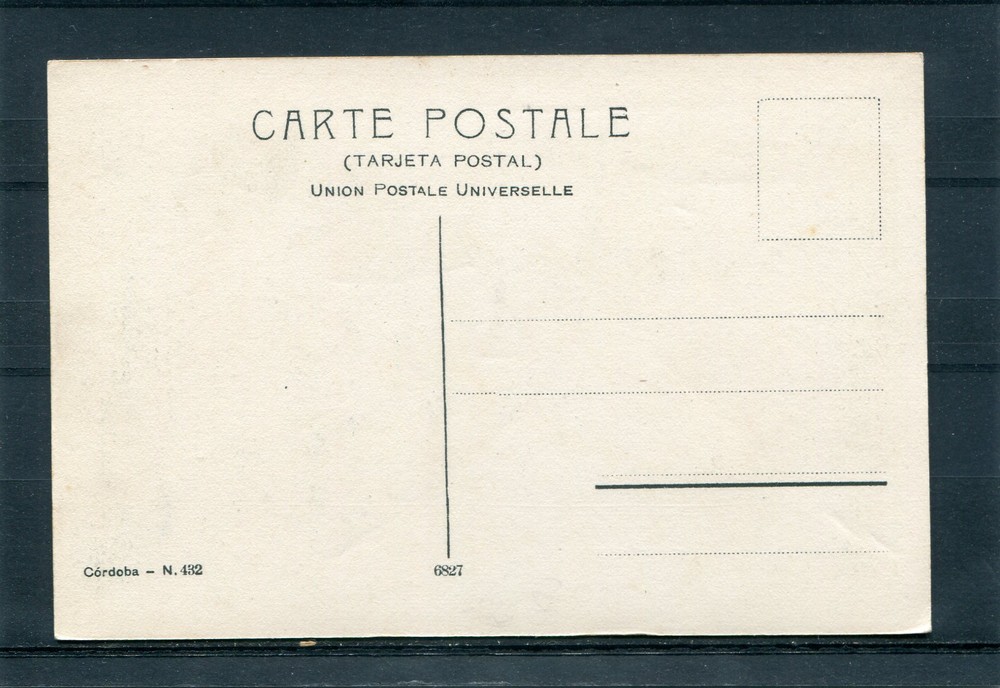 CARTE POSTALE
(TARJETA POSTAL)
UNION POSTALE UNIVERSELLE
Córdoba – N. 432
6827